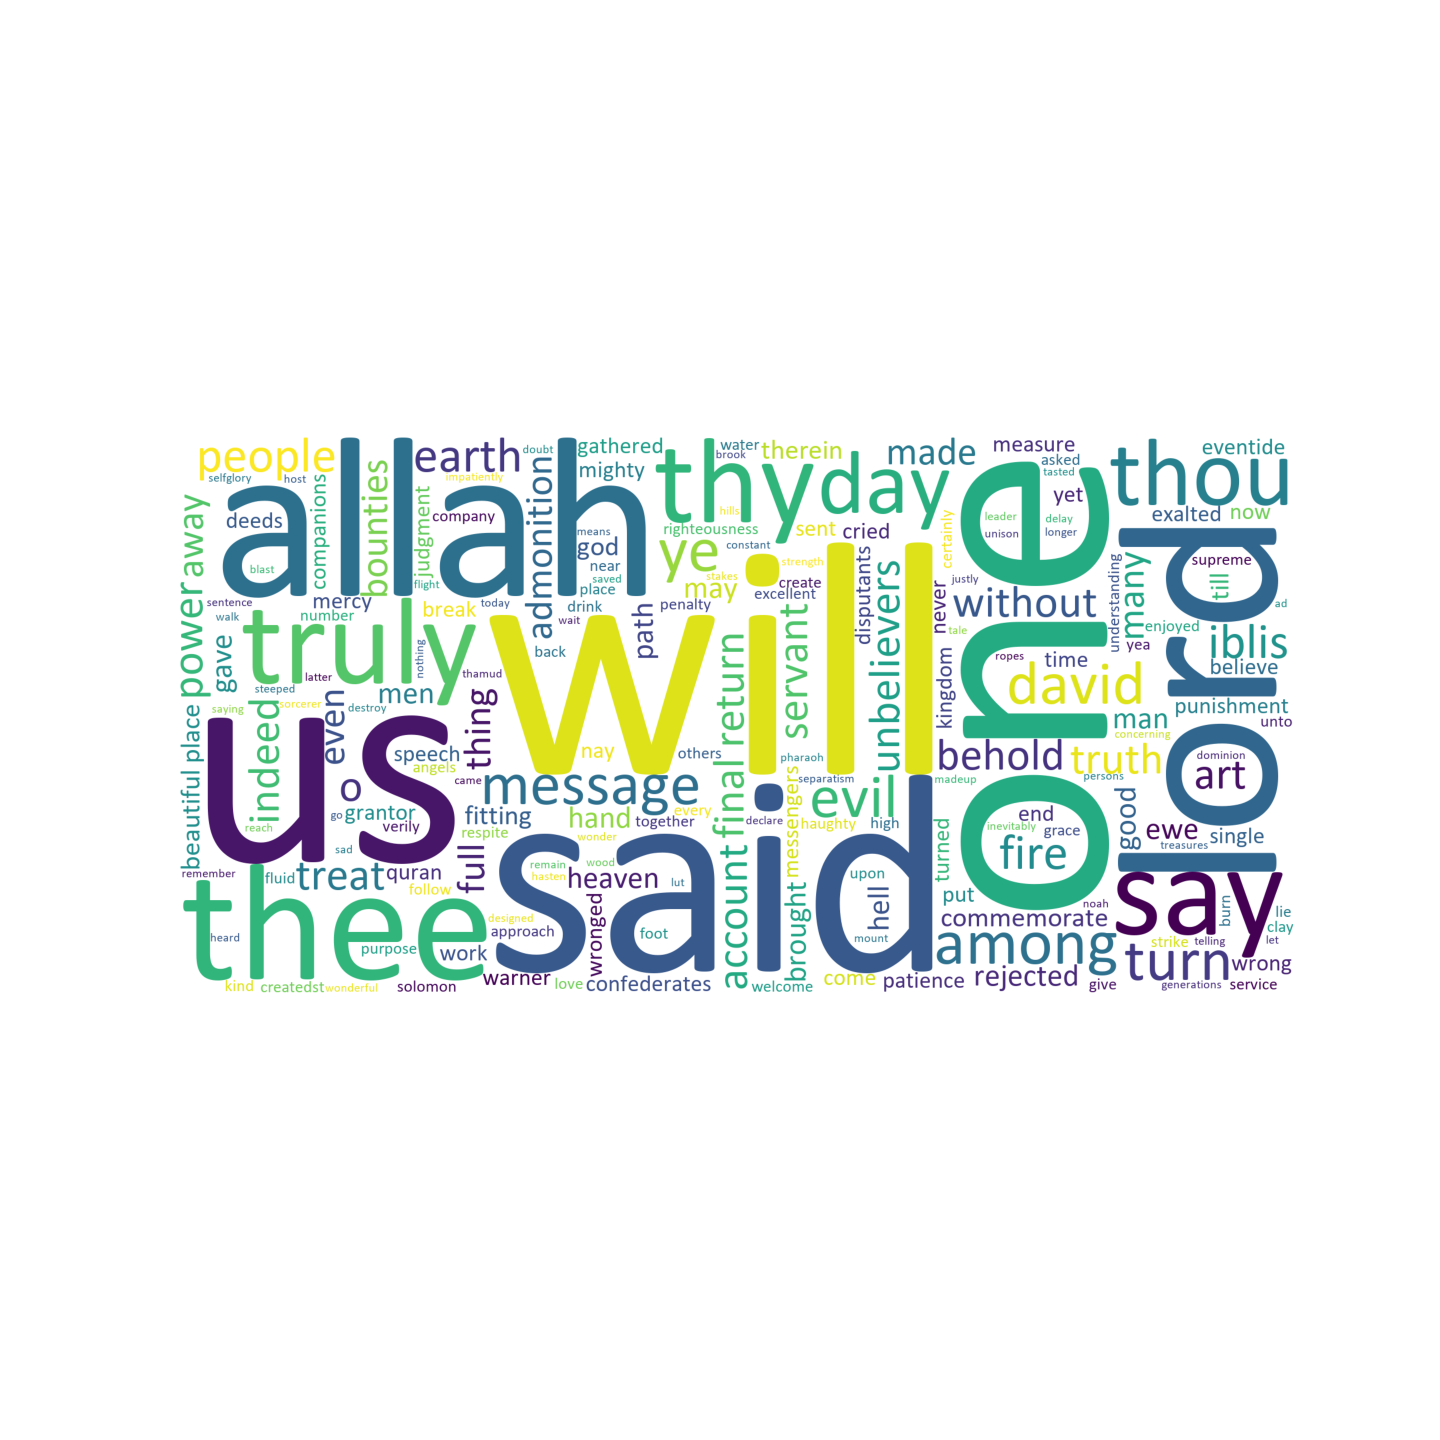 people
selfglory
host
allah
earth
impatiently
doubt
gathered
mighty
water
brook
therein
made
measure
asked
tasted
eventide
thou
thy
day
one
lord
deeds
companions
bounties
judgment
company
admonition
means
god
near
saved
place
righteousness
hills
sent
cried
yet
exalted
now
leader
delay
unison
longer
power
away
blast
flight
ye
constant
stakes
may
strength
create
excellent
disputants
unbelievers
certainly
never
justly
without
understanding
many
supreme
till
ad
sentence
walk
mercy
number
break
today
drink
wait
path
penalty
will
servant
tale
enjoyed
yea
iblis
believe
gave
truly
nothing
back
ropes
time
kingdom
david
steeped
latter
men
thamud
saying
sorcerer
destroy
even
indeed
thing
final return
punishment
man
unto
concerning
us
speech
angels
nay
others
pharaoh
behold
truth
dominion
art
beautiful place
o
came
message
separatism
madeup
persons
evil
go
grantor
fitting
hand
every
together
declare
messengers
haughty
high
end
inevitably
grace
good
ewe
single
treasures
reach
verily
respite
wonder
sad
full
said
turned
fire
remember
fluid
treat
quran
follow
remain
wood
hasten
heaven
lut
account
brought
upon
hell
put
noah
say
burn
lie
clay
let
thee
designed
approach
foot
wronged
commemorate
strike
telling
heard
purpose
work
mount
among
turn
wrong
kind
createdst
wonderful
solomon
warner
love
confederates
welcome
come
patience
rejected
give
generations
service